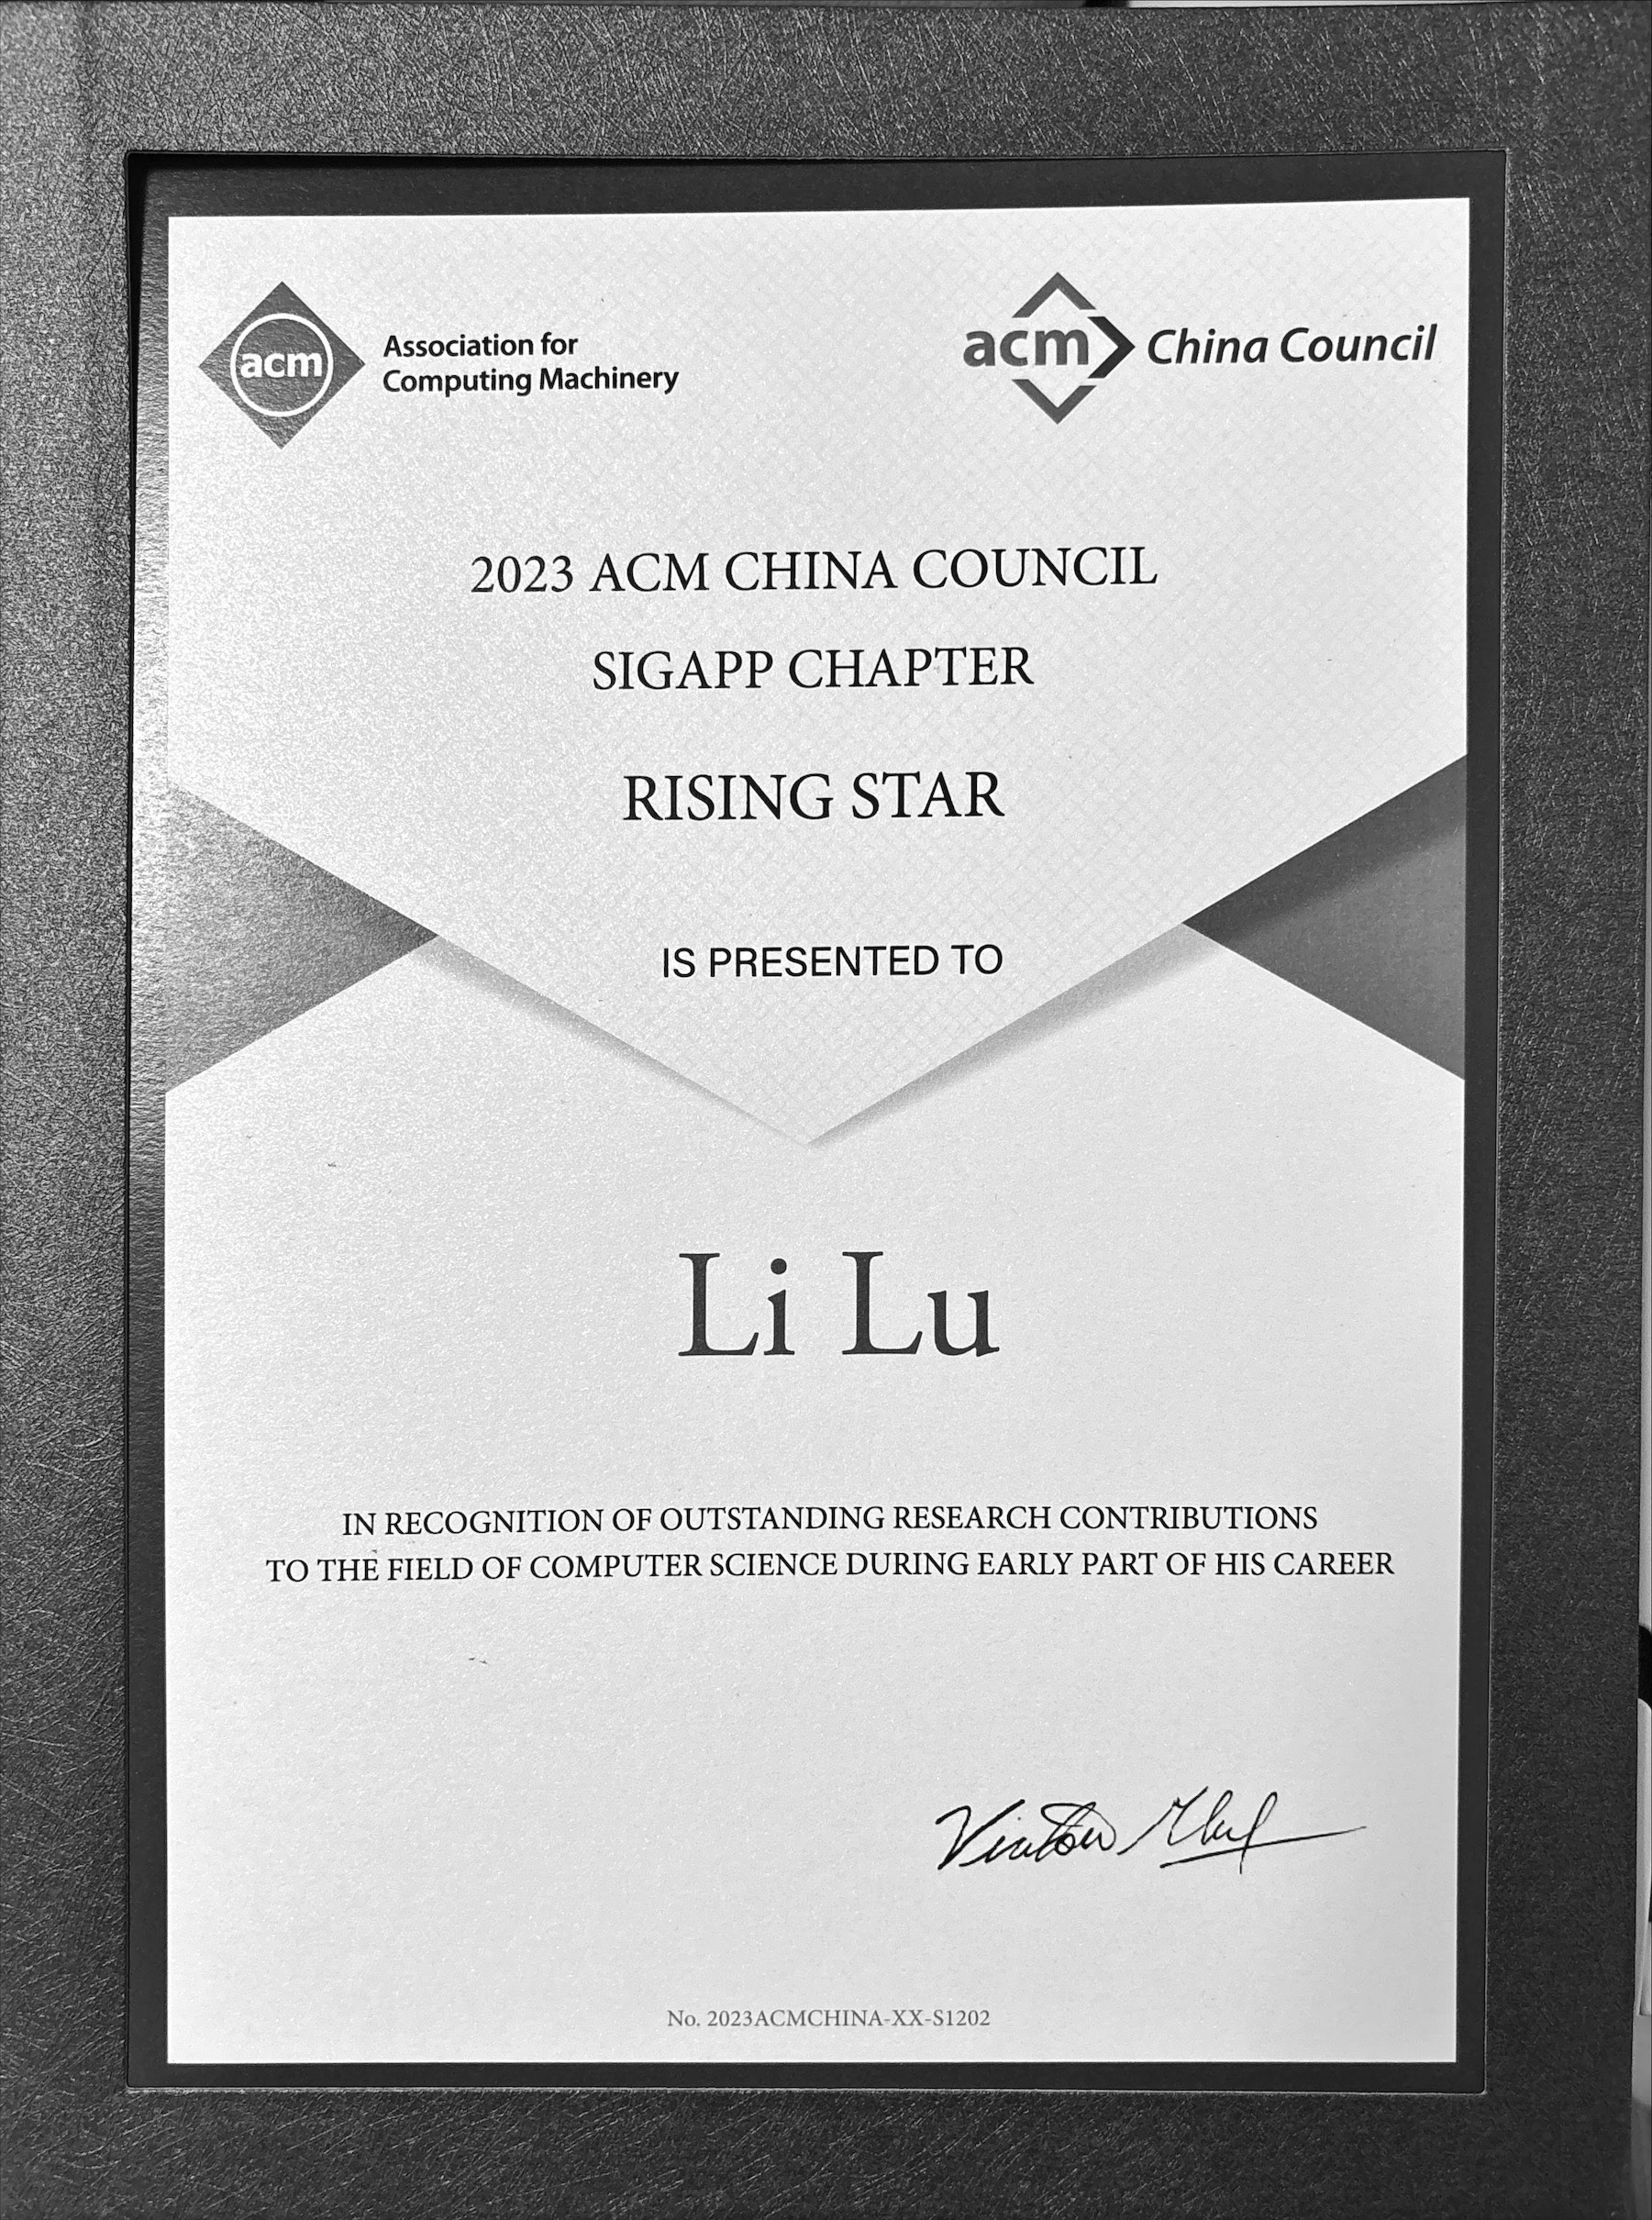 acm
Association for
Computing Machinery
acm China Council
2023 ACM CHINA COUNCIL
SIGAPP CHAPTER
RISING STAR
IS PRESENTED TO
Li Lu
IN RECOGNITION OF OUTSTANDING RESEARCH CONTRIBUTIONS
TO THE FIELD OF COMPUTER SCIENCE DURING EARLY PART OF HIS CAREER
No. 2023ACMCHINA-XX-S1202